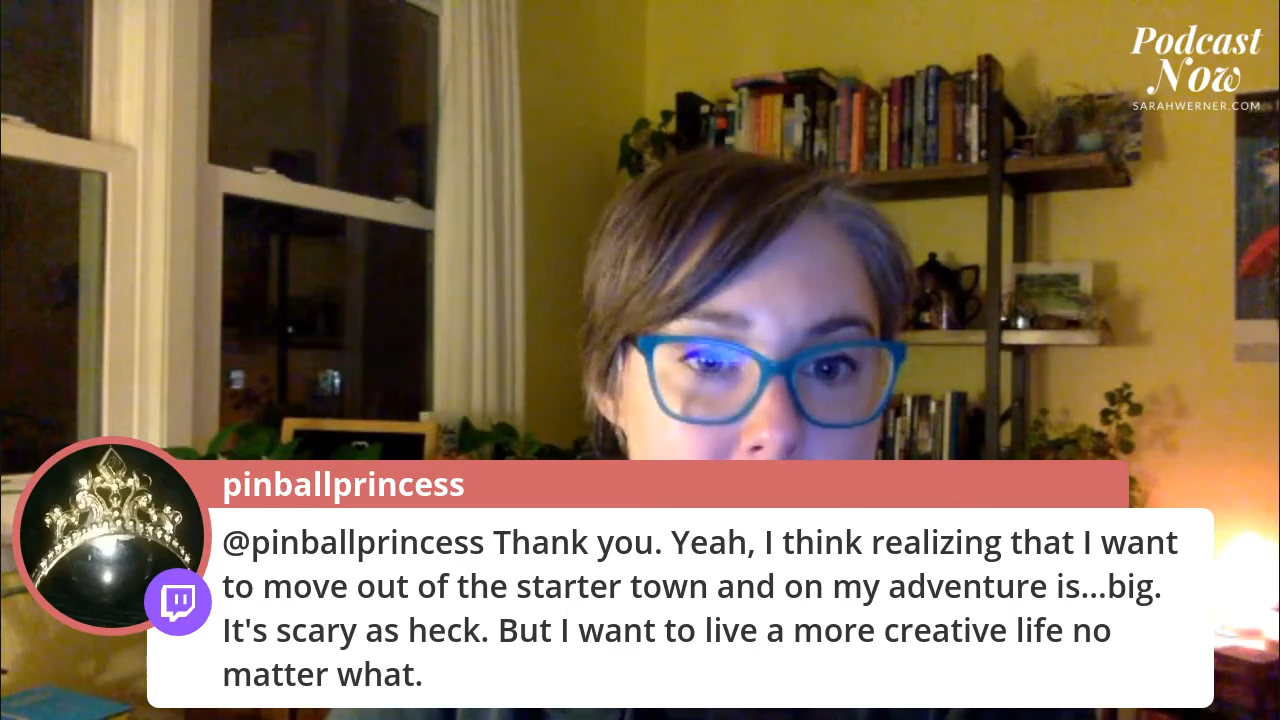 Podcast
Now
SARAHWERNER.COM
pinballprincess
@pinballprincess Thank you. Yeah, I think realizing that I want
to move out of the starter town and on my adventure is...big.
It's scary as heck. But I want to live a more creative life no
matter what.